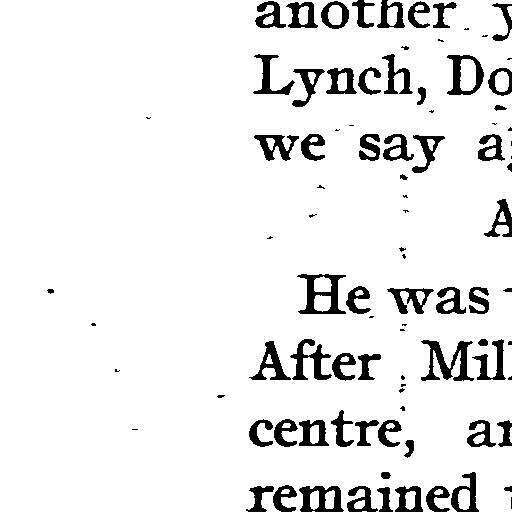 another y
Lynch, Do
we say a
A
He was
After Mil
centre, a
remained